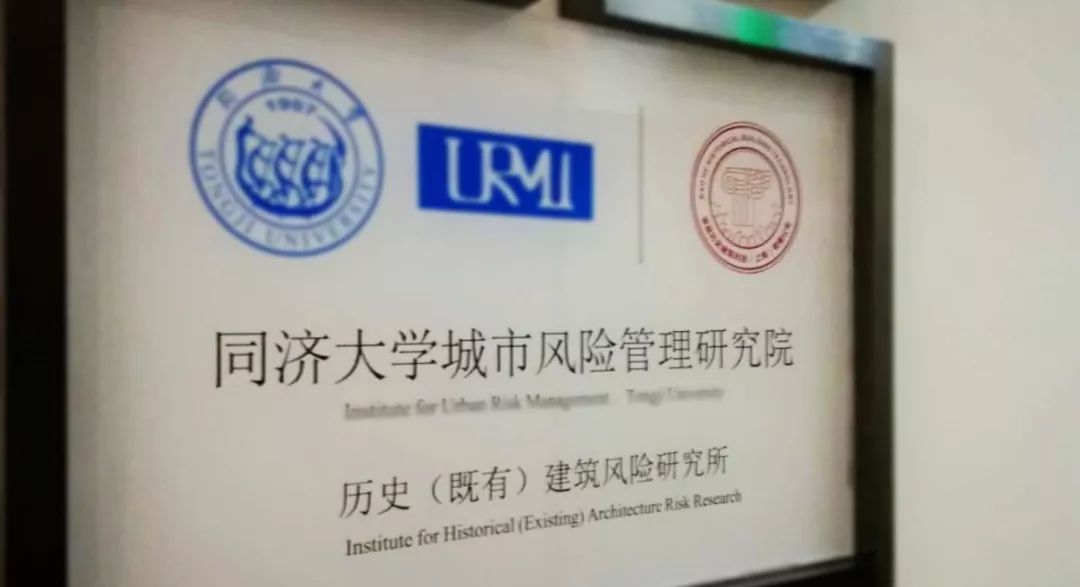 同济大学
1907
TONGJI UNIVERSITY
URMI
同济大学城市风险管理研究院
Institute for Urban Risk Management Tongji University
历史（既有）建筑风险研究所
Institute for Historical (Existing) Architecture Risk Research